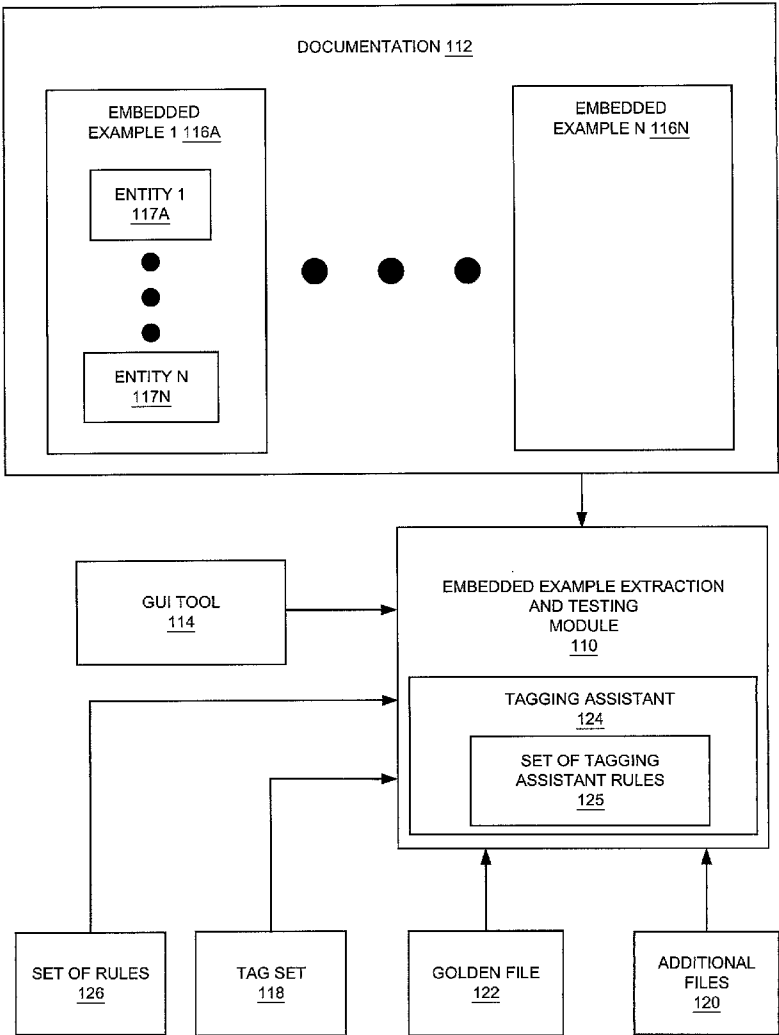 DOCUMENTATION 112
EMBEDDED
EXAMPLE 1 116A
ENTITY 1
117A
ENTITY N
117N
EMBEDDED
EXAMPLE N 116N
GUI TOOL
114
EMBEDDED EXAMPLE EXTRACTION
AND TESTING
MODULE
110
TAGGING ASSISTANT
124
SET OF TAGGING
ASSISTANT RULES
125
SET OF RULES
126
TAG SET
118
GOLDEN FILE
122
ADDITIONAL
FILES
120